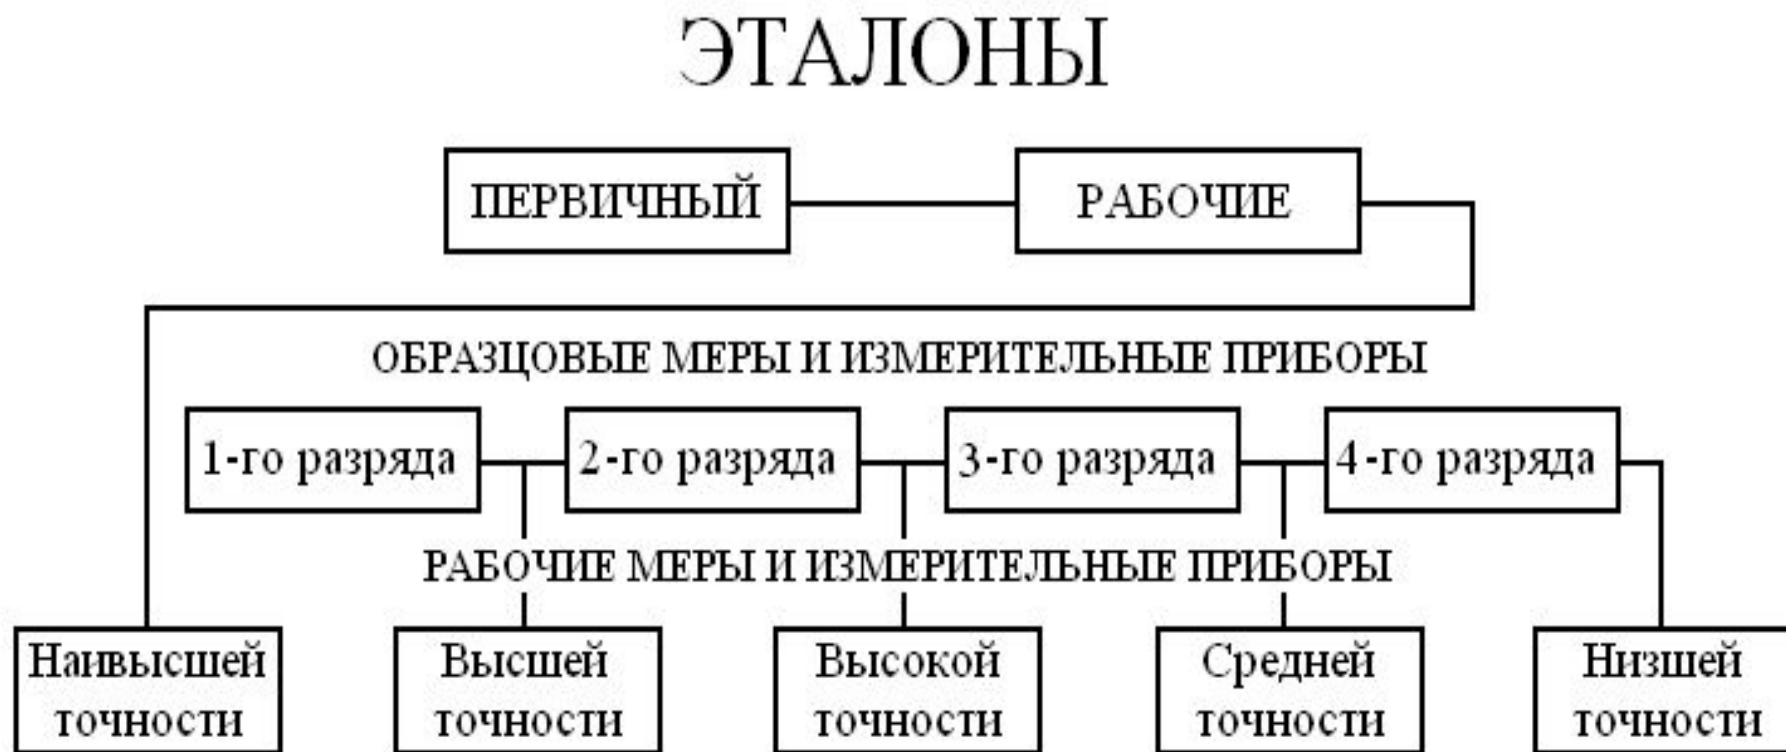 ЭТАЛОНЫ
ПЕРВИЧНЫЙ
РАБОЧИЕ
ОБРАЗЦОВЫЕ МЕРЫ И ИЗМЕРИТЕЛЬНЫЕ ПРИБОРЫ
1-го разряда
2-го разряда
3-го разряда
4-го разряда
РАБОЧИЕ МЕРЫ И ИЗМЕРИТЕЛЬНЫЕ ПРИБОРЫ
Наивысшей
точности
Высшей
точности
Высокой
точности
Средней
точности
Низшей
точности